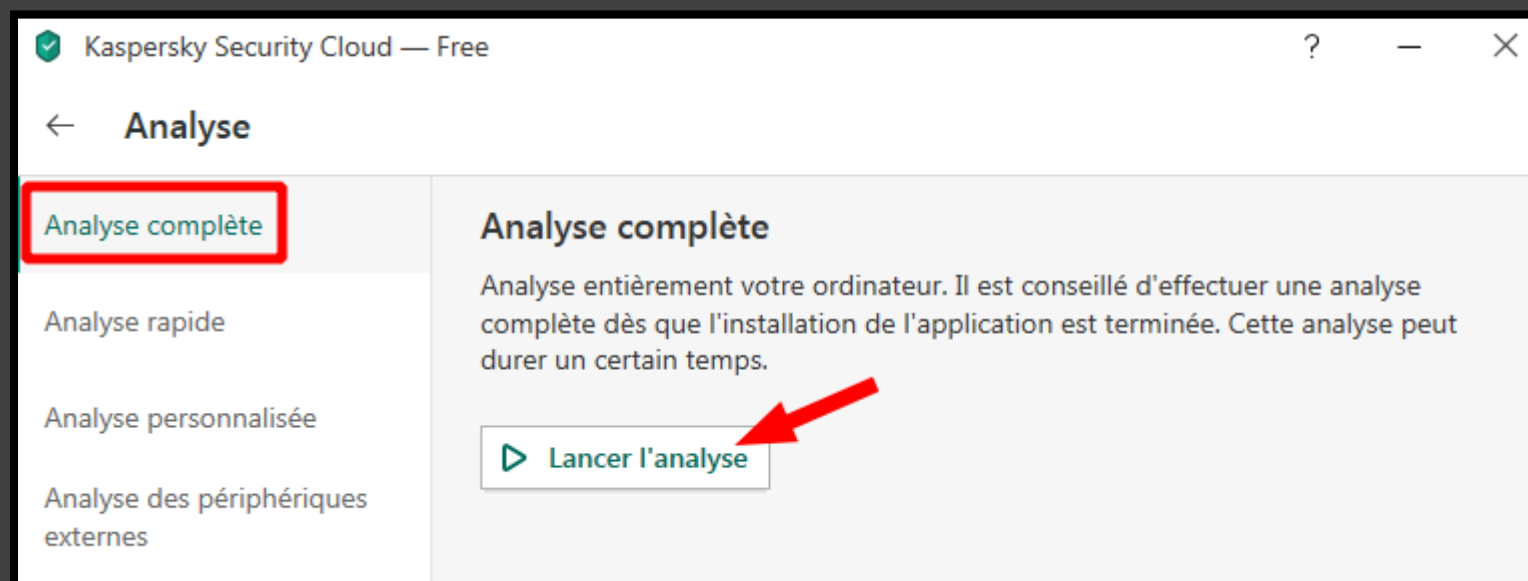 Kaspersky Security Cloud — Free
Analyse
Analyse complète
Analyse rapide
Analyse personnalisée
Analyse des périphériques
externes
Analyse complète
Analyse entièrement votre ordinateur. Il est conseillé d'effectuer une analyse
complète dès que l'installation de l'application est terminée. Cette analyse peut
durer un certain temps.
Lancer l'analyse